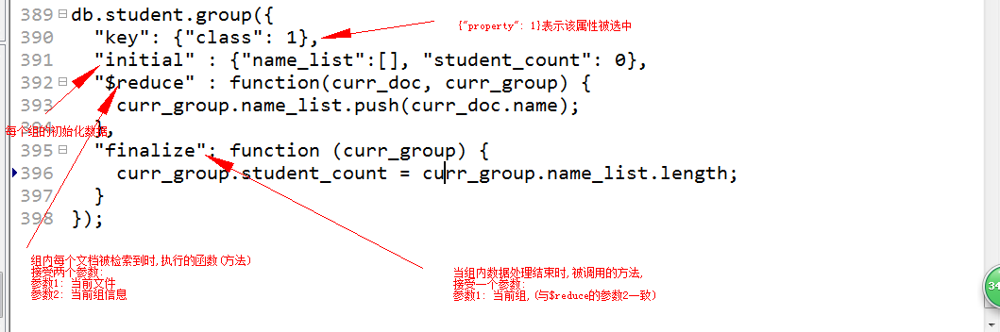 389 db.student.group({
390 "key": {"class": 1},
{"property": 1}表示该属性被选中
391 "initial" : {"name_list":[], "student_count": 0},
392 "$reduce" : function(curr_doc, curr_group) {
393 curr_group.name_list.push(curr_doc.name);
每个组的初始化数据
394 },
395 "finalize": function (curr_group) {
396 curr_group.student_count = curr_group.name_list.length;
397 }
398 });
组内每个文档被检索到时,执行的函数(方法)
接受两个参数:
参数1: 当前文件
参数2: 当前组信息
当组内数据处理结束时,被调用的方法,
接受一个参数:
参数1: 当前组,(与$reduce的参数2一致)
34